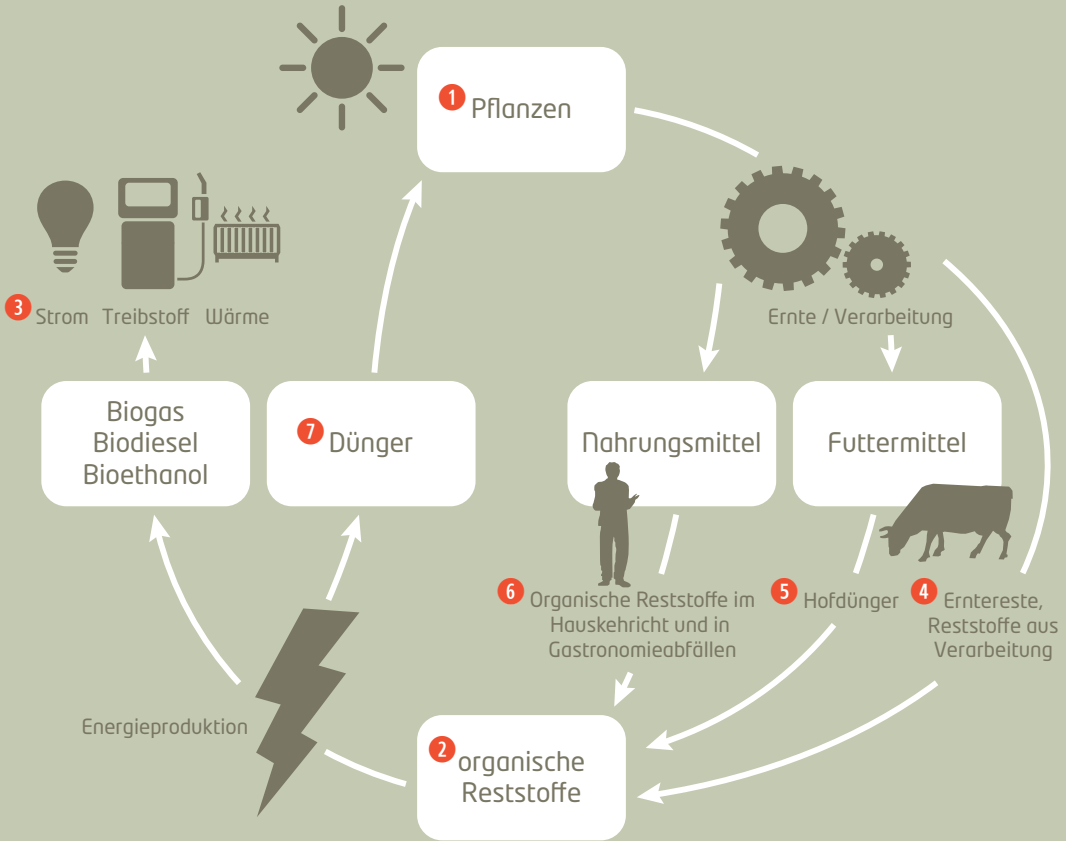 1 Pflanzen
3 Strom Treibstoff Wärme
Ernte / Verarbeitung
Biogas
Biodiesel
Bioethanol
7 Dünger
Nahrungsmittel
Futtermittel
6 Organische Reststoffe im
Hauskehricht und in
Gastronomieabfällen
5 Hofdünger
4 Erntereste,
Reststoffe aus
Verarbeitung
Energieproduktion
2 organische
Reststoffe